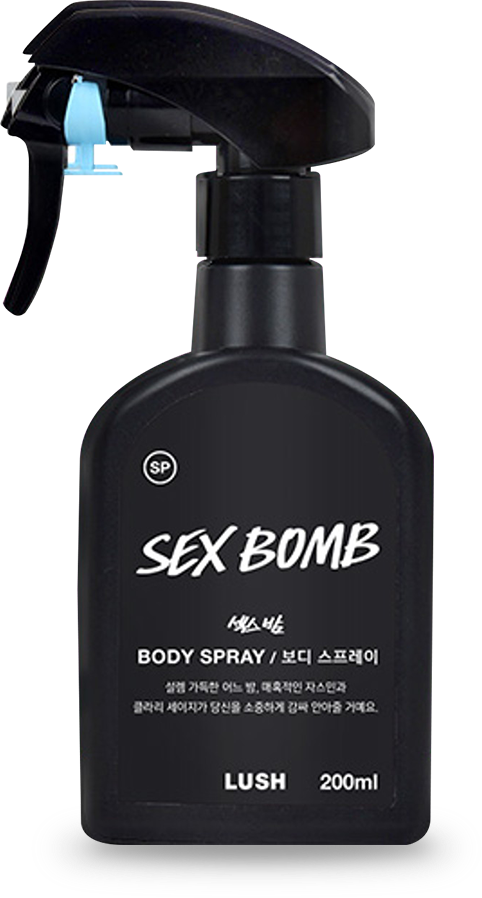 SP
SEX BOMB
섹스 밤
BODY SPRAY / 보디 스프레이
설렘 가득한 어느 밤, 매혹적인 자스민과
클라리 세이지가 당신을 소중하게 감싸 안아줄 거예요.
LUSH 200ml